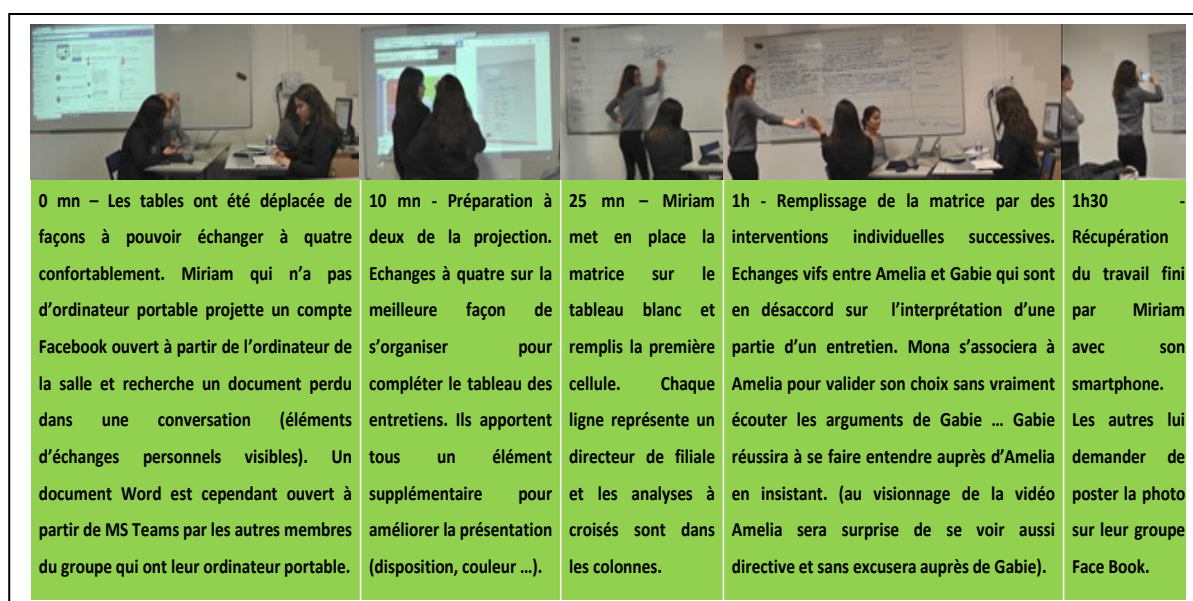 0 mn – Les tables ont été déplacée de
façons à pouvoir échanger à quatre
confortablement. Miriam qui n’a pas
d’ordinateur portable projette un compte
Facebook ouvert à partir de l’ordinateur de
la salle et recherche un document perdu
dans une conversation (éléments
d’échanges personnels visibles). Un
document Word est cependant ouvert à
partir de MS Teams par les autres membres
du groupe qui ont leur ordinateur portable.
10 mn - Préparation à
deux de la projection.
Echanges à quatre sur la
meilleure façon de
s’organiser pour
compléter le tableau des
entretiens. Ils apportent
tous un élément
supplémentaire pour
améliorer la présentation
(disposition, couleur …).
25 mn – Miriam
met en place la
matrice sur le
tableau blanc et
remplis la première
cellule. Chaque
ligne représente un
directeur de filiale
et les analyses à
croisés sont dans
les colonnes.
1h - Remplissage de la matrice par des
interventions individuelles successives.
Echanges vifs entre Amelia et Gabie qui sont
en désaccord sur l’interprétation d’une
partie d’un entretien. Mona s’associera à
Amelia pour valider son choix sans vraiment
écouter les arguments de Gabie … Gabie
réussira à se faire entendre auprès d’Amelia
en insistant. (au visionnage de la vidéo
Amelia sera surprise de se voir aussi
directive et sans excusera auprès de Gabie).
1h30 -
Récupération
du travail fini
par Miriam
avec son
smartphone.
Les autres lui
demander de
poster la photo
sur leur groupe
Face Book.